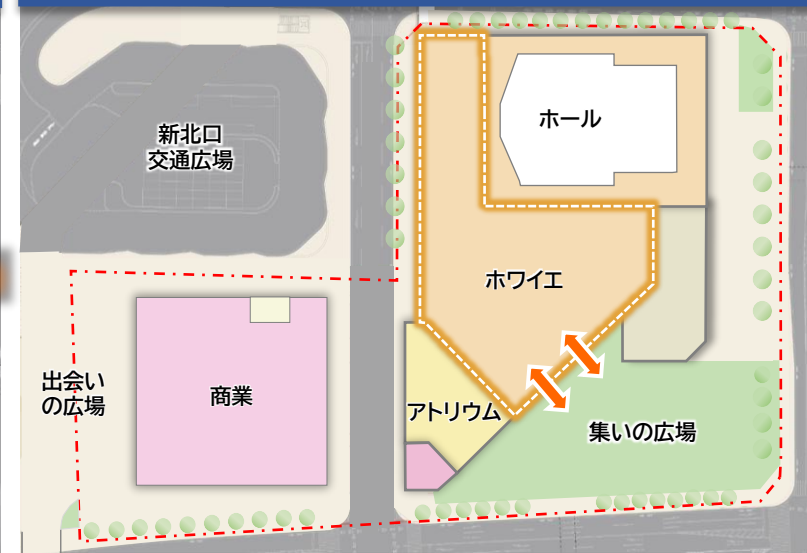 新北口
交通広場
ホール
ホワイエ
出会い
の広場
商業
アトリウム
集いの広場